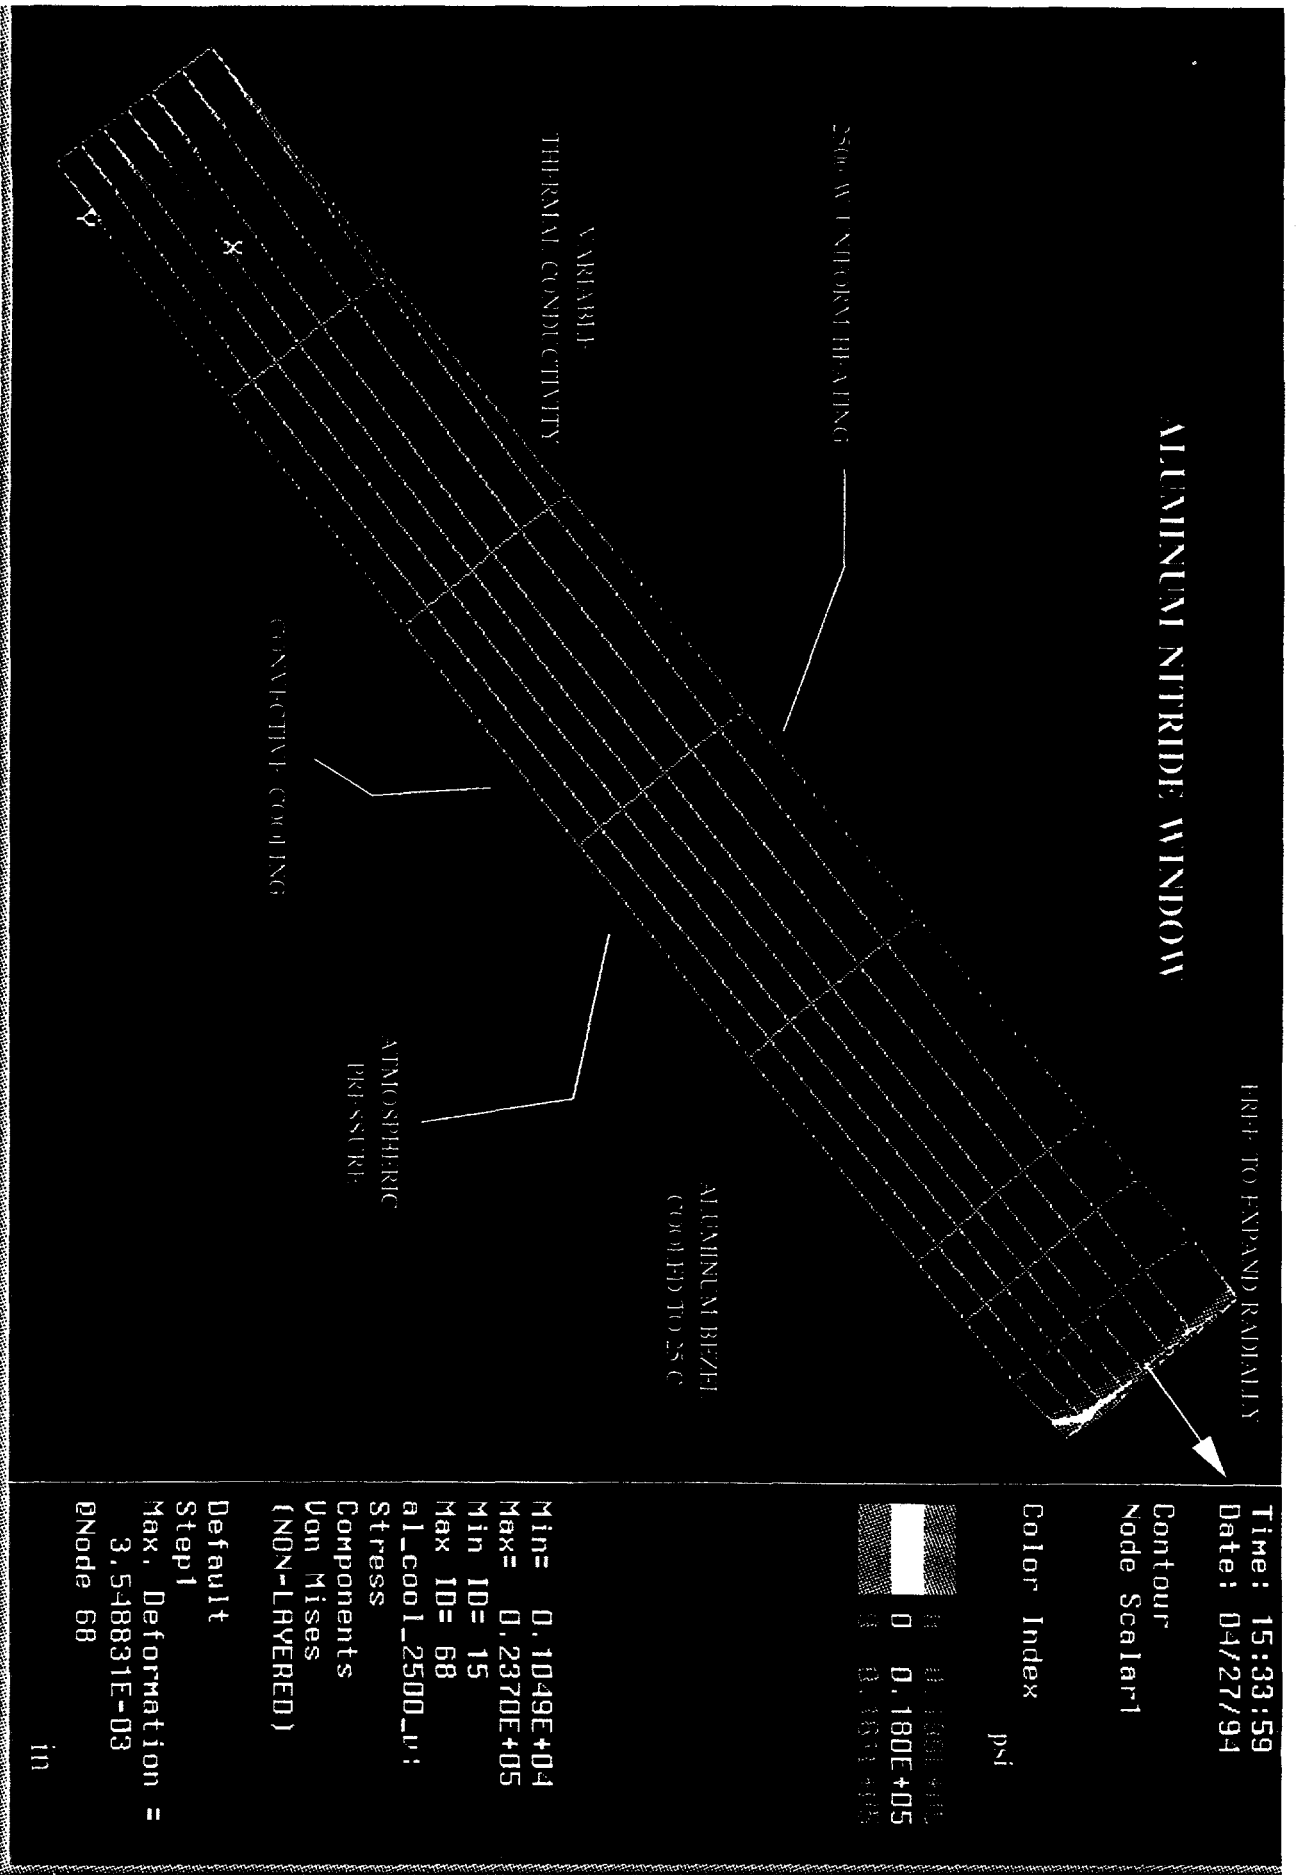 ALUMINUM NITRIDE WINDOW
FREE TO EXPAND RADIALLY
2500 W UNIFORM HEATING
VARIABLE
THERMAL CONDUCTIVITY
CONVECTIVE COOLING
ATMOSPHERIC
PRESSURE
ALUMINUM BEZEL
COOLED TO 25 C
X
Y
Time: 15:33:59
Date: 04/27/94
Contour
Node Scalar1
Color Index
psi
0 0.180E+05
Min= 0.1049E+04
Max= 0.2370E+05
Min ID= 15
Max ID= 68
al_cool_2500_v:
Stress
Components
Von Mises
(NON-LAYERED)
Default
Step1
Max. Deformation =
3.548831E-03
@Node 68
in